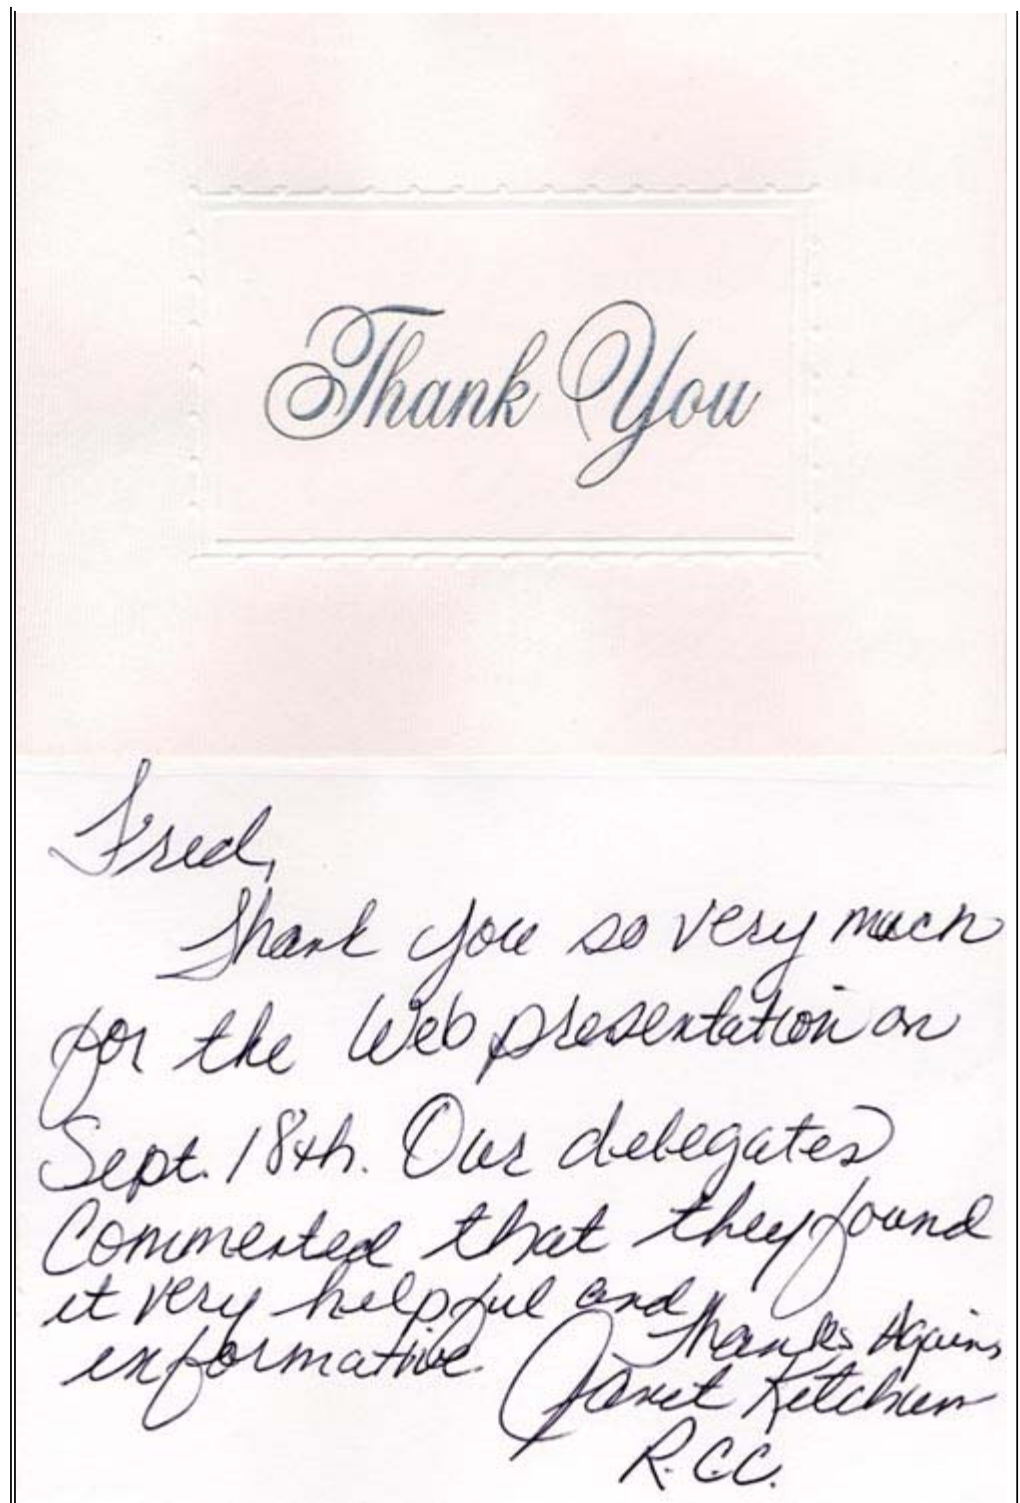 Thank You
Fred,
Thank you so very much
for the Web presentation on
Sept. 18th. Our delegates
Commented that they found
it very helpful and
informative.
Thanks Again,
Janet Ketchum
R.C.C.